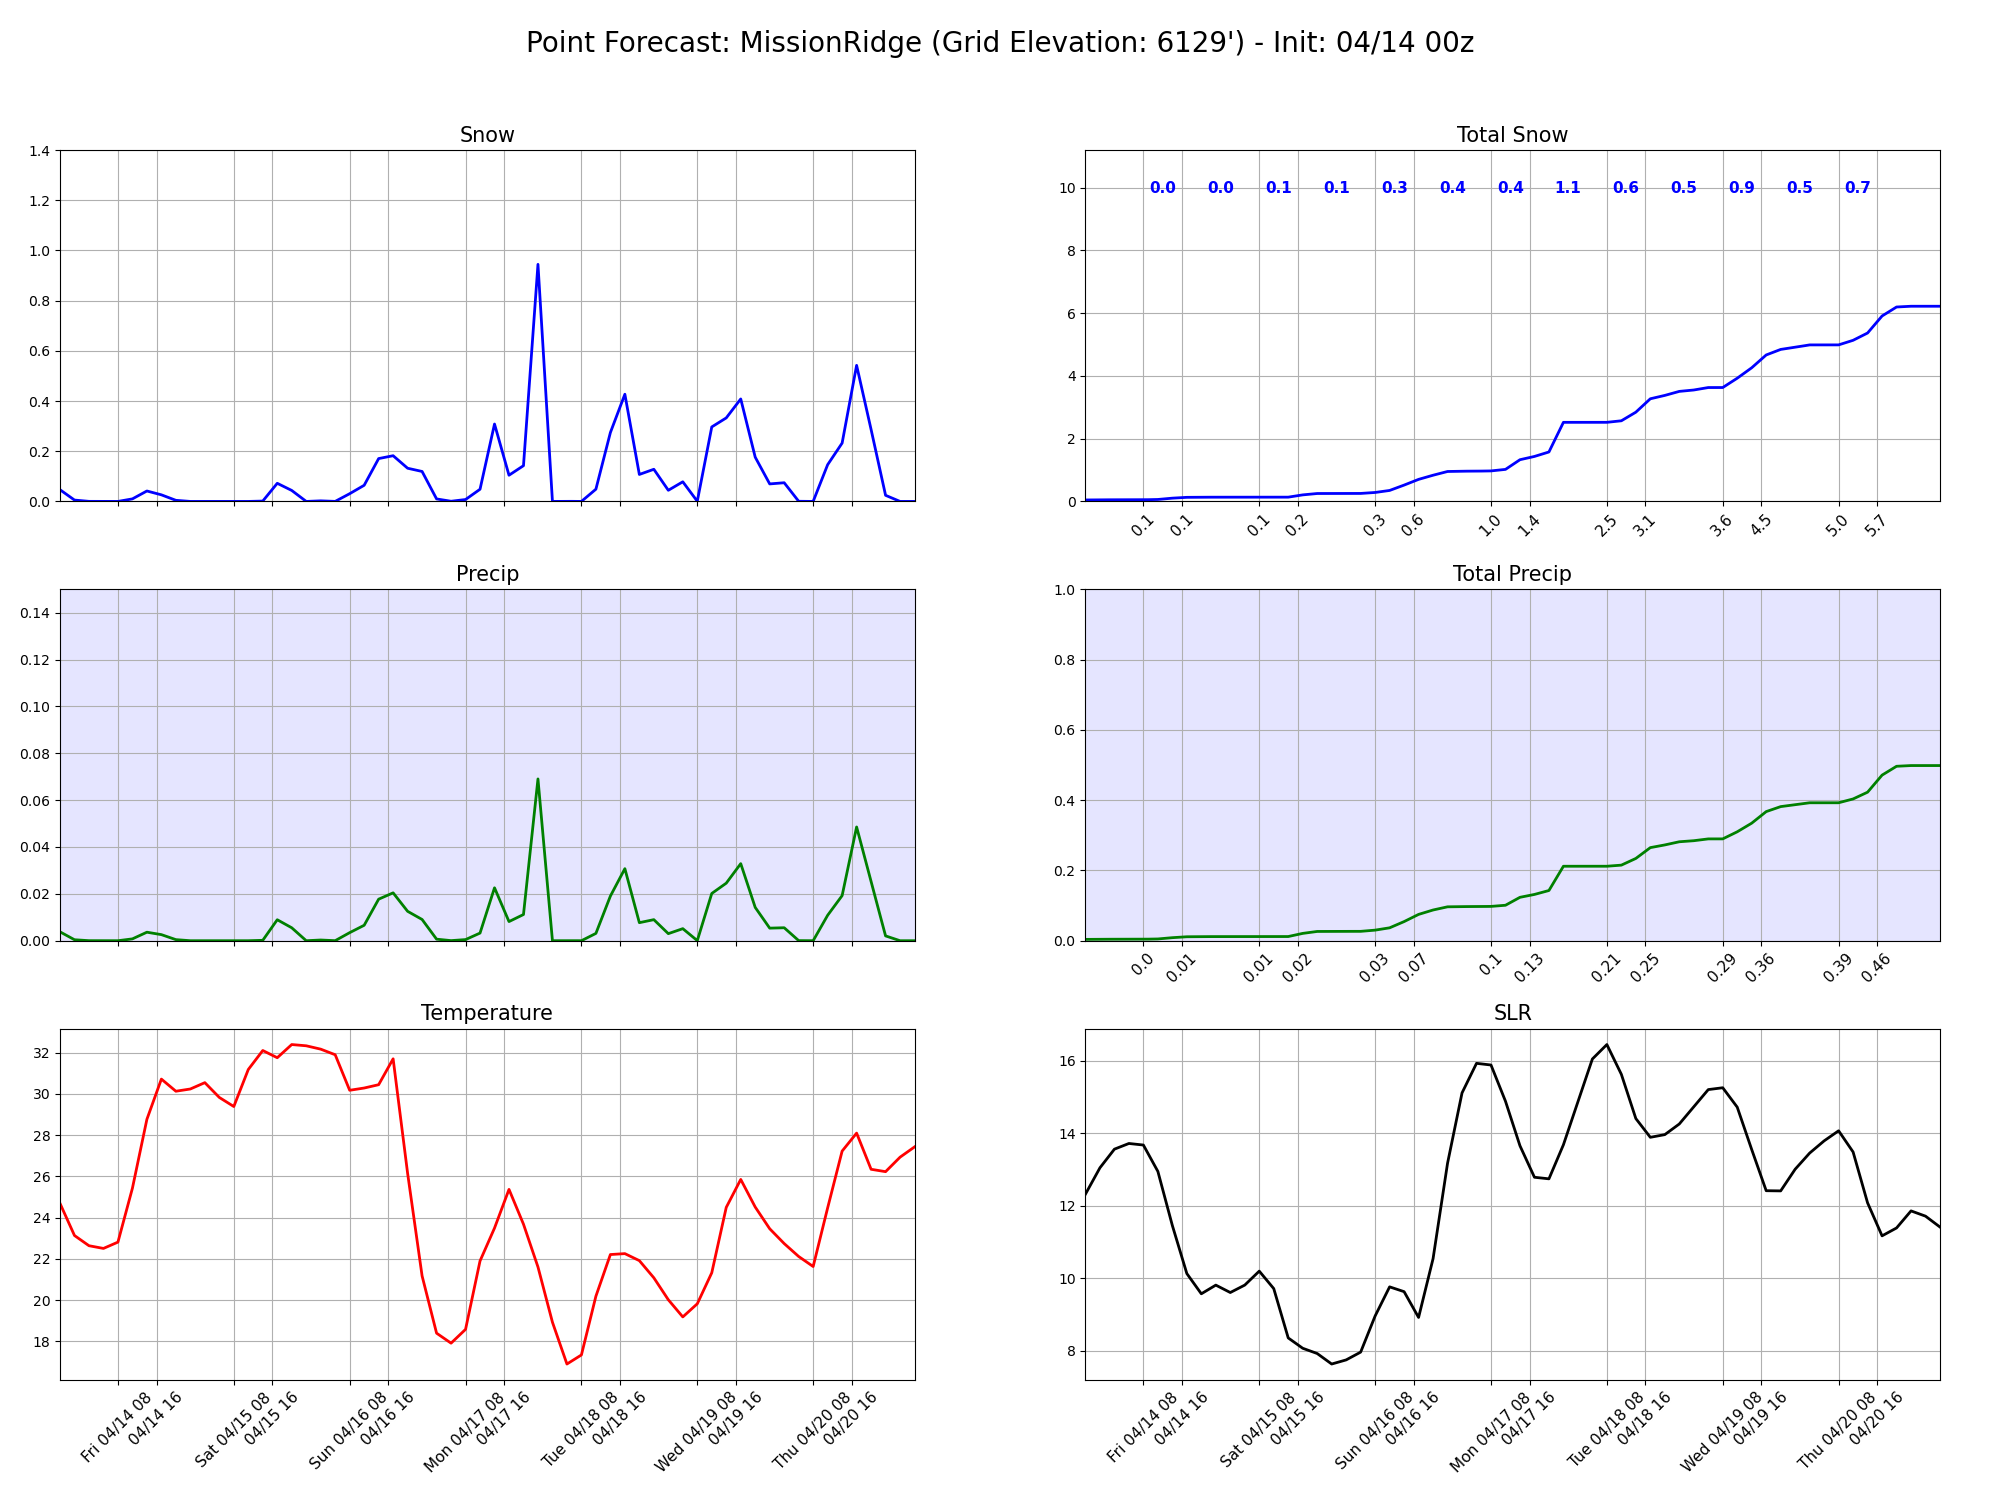 Point Forecast: MissionRidge (Grid Elevation: 6129') - Init: 04/14 00z
Snow
1.4
1.2
1.0
0.8
0.6
0.4
0.2
0.0
Total Snow
10
8
6
4
2
0
0.0 0.0 0.1 0.1 0.3 0.4 0.4 1.1 0.6 0.5 0.9 0.5 0.7
0.1 0.1 0.1 0.2 0.3 0.6 1.0 1.4 2.5 3.1 3.6 4.5 5.0 5.7
Precip
0.14
0.12
0.10
0.08
0.06
0.04
0.02
0.00
Total Precip
1.0
0.8
0.6
0.4
0.2
0.0
0.0 0.01 0.01 0.02 0.03 0.07 0.1 0.13 0.21 0.25 0.29 0.36 0.39 0.46
Temperature
32
30
28
26
24
22
20
18
Fri 04/14 08
04/14 16
Sat 04/15 08
04/15 16
Sun 04/16 08
04/16 16
Mon 04/17 08
04/17 16
Tue 04/18 08
04/18 16
Wed 04/19 08
04/19 16
Thu 04/20 08
04/20 16
SLR
16
14
12
10
8
Fri 04/14 08
04/14 16
Sat 04/15 08
04/15 16
Sun 04/16 08
04/16 16
Mon 04/17 08
04/17 16
Tue 04/18 08
04/18 16
Wed 04/19 08
04/19 16
Thu 04/20 08
04/20 16